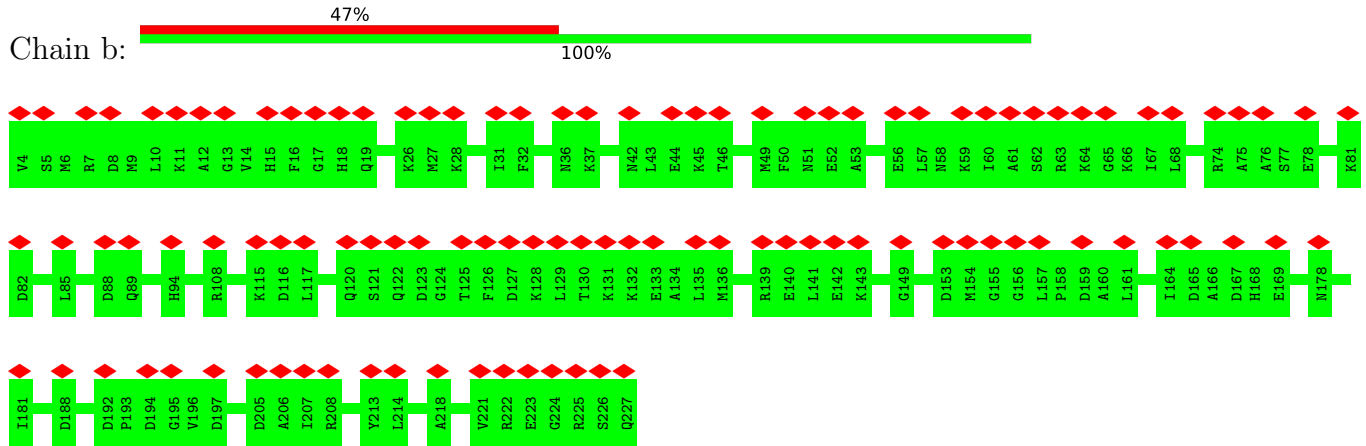 47%
Chain b:
100%
V4 S5 M6 R7 D8 M9 L10 K11 A12 G13 V14 H15 F16 G17 H18 Q19 K26 M27 K28 I31 F32 N36 K37 N42 L43 E44 K45 T46 M49 F50 N51 E52 A53 E56 L57 N58 K59 I60 A61 S62 R63 K64 G65 K66 I67 L68 R74 A75 A76 S77 E78 K81
D82 L85 D88 Q89 H94 R108 K115 D116 L117 Q120 S121 Q122 D123 G124 T125 F126 D127 K128 L129 T130 K131 K132 E133 A134 L135 M136 R139 E140 L141 E142 K143 G149 D153 M154 G155 G156 L157 P158 D159 A160 L161 I164 D165 A166 D167 H168 E169 N178
I181 D188 D192 P193 D194 G195 V196 D197 D205 A206 I207 R208 Y213 L214 A218 V221 R222 E223 G224 R225 S226 Q227